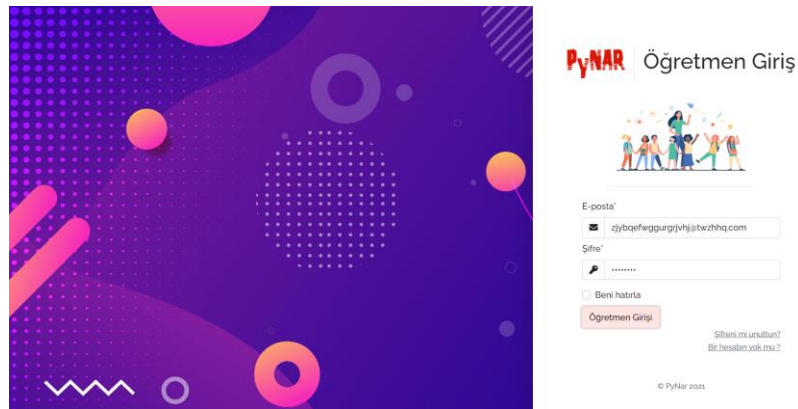 PyNAR Öğretmen Giriş
E-posta*
zjybqefwggurgrjvhj@twzhhq.com
Şifre*
Beni hatırla
Öğretmen Girişi
Şifreni mi unuttun?
Bir hesabın yok mu ?
© PyNar 2021